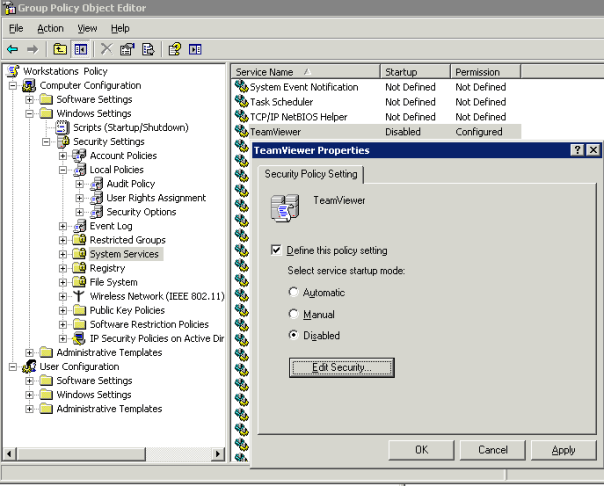 Group Policy Object Editor
File Action View Help
Workstations Policy
Computer Configuration
Software Settings
Windows Settings
Scripts (Startup/Shutdown)
Security Settings
Account Policies
Local Policies
Audit Policy
User Rights Assignment
Security Options
Event Log
Restricted Groups
System Services
Registry
File System
Wireless Network (IEEE 802.11)
Public Key Policies
Software Restriction Policies
IP Security Policies on Active Dir
Administrative Templates
User Configuration
Software Settings
Windows Settings
Administrative Templates
Service Name Startup Permission
System Event Notification Not Defined Not Defined
Task Scheduler Not Defined Not Defined
TCP/IP NetBIOS Helper Not Defined Not Defined
TeamViewer Disabled Configured
TeamViewer Properties
Security Policy Setting
TeamViewer
Define this policy setting
Select service startup mode:
Automatic
Manual
Disabled
Edit Security...
OK Cancel Apply